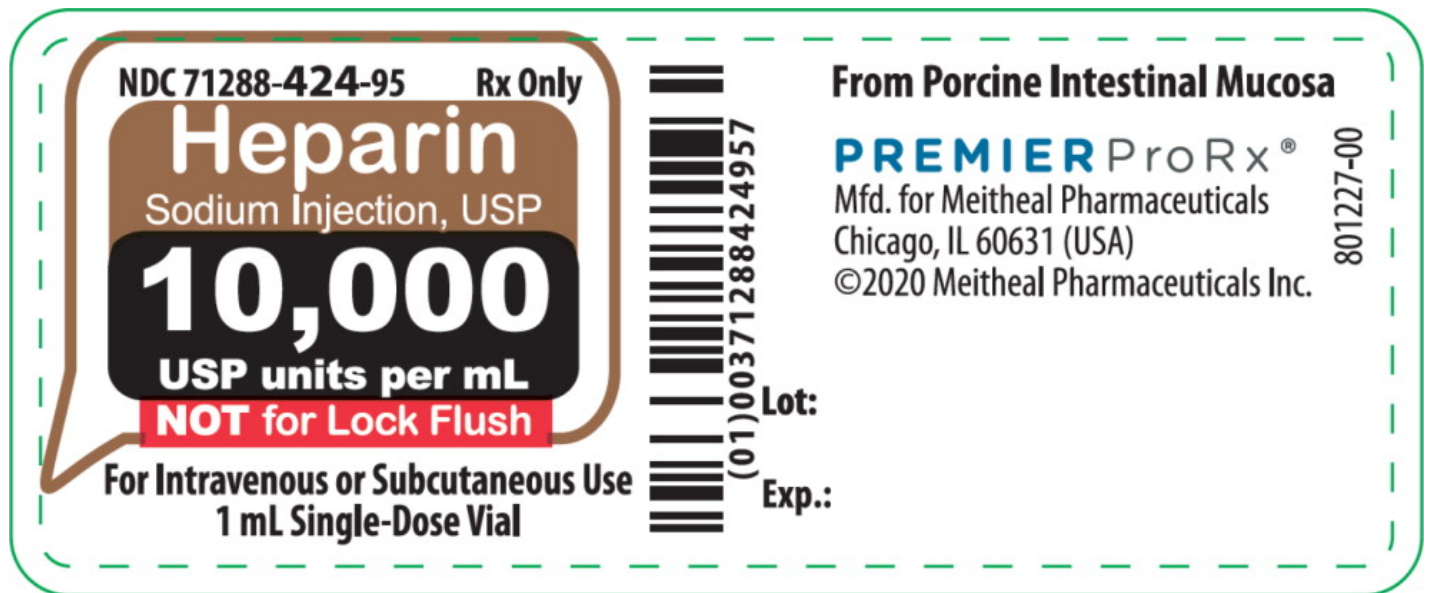 NDC 71288-424-95 Rx Only
Heparin
Sodium Injection, USP
10,000
USP units per mL
NOT for Lock Flush
For Intravenous or Subcutaneous Use
1 mL Single-Dose Vial
(01)00371288424957
From Porcine Intestinal Mucosa
PREMIER ProRx®
Mfd. for Meitheal Pharmaceuticals
Chicago, IL 60631 (USA)
©2020 Meitheal Pharmaceuticals Inc.
801227-00
Lot:
Exp.: